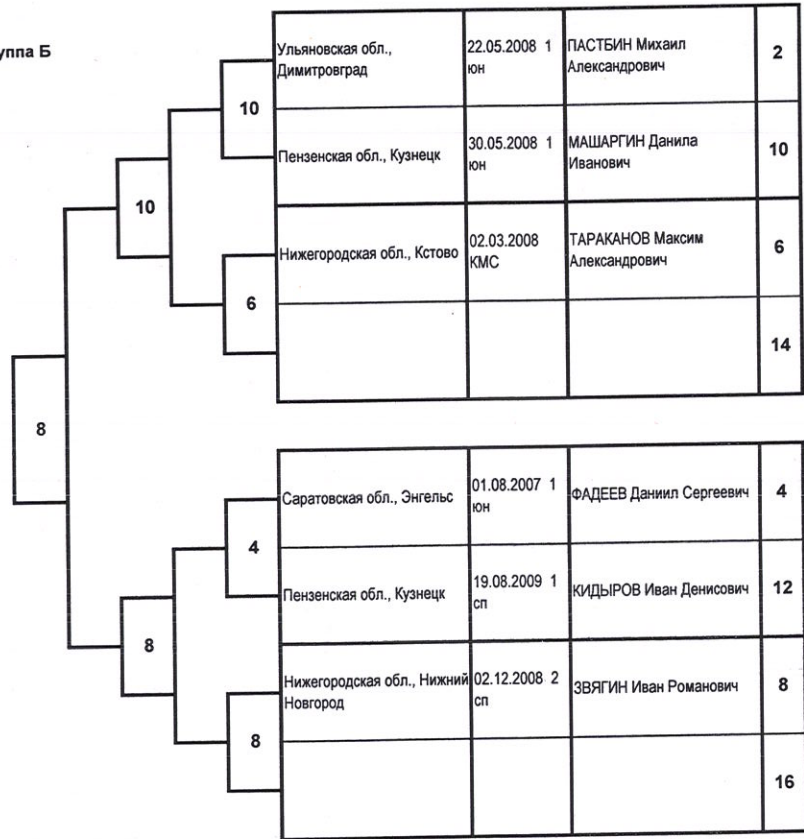 уппа Б
Ульяновская обл., Димитровград 22.05.2008 1 юн ПАСТБИН Михаил Александрович 2
10
Пензенская обл., Кузнецк 30.05.2008 1 юн МАШАРГИН Данила Иванович 10
10
Нижегородская обл., Кстово 02.03.2008 КМС ТАРАКАНОВ Максим Александрович 6
6
14
8
Саратовская обл., Энгельс 01.08.2007 1 юн ФАДЕЕВ Даниил Сергеевич 4
4
Пензенская обл., Кузнецк 19.08.2009 1 сп КИДЫРОВ Иван Денисович 12
8
Нижегородская обл., Нижний Новгород 02.12.2008 2 сп ЗВЯГИН Иван Романович 8
8
16